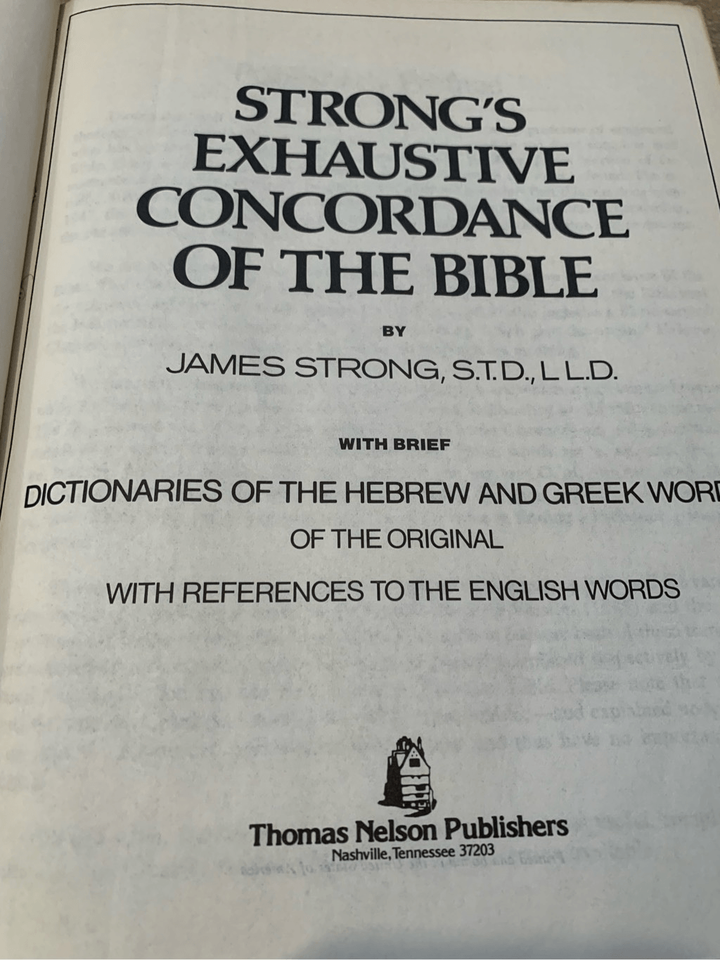 STRONG'S
EXHAUSTIVE
CONCORDANCE
OF THE BIBLE
BY
JAMES STRONG, S.T.D., L L.D.
WITH BRIEF
DICTIONARIES OF THE HEBREW AND GREEK
OF THE ORIGINAL
WITH REFERENCES TO THE ENGLISH WORDS
Thomas Nelson Publishers
Nashville, Tennessee 37203